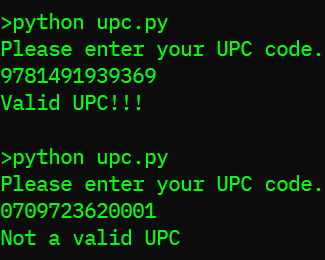 >python upc.py
Please enter your UPC code.
9781491939369
Valid UPC!!!
>python upc.py
Please enter your UPC code.
0709723620001
Not a valid UPC